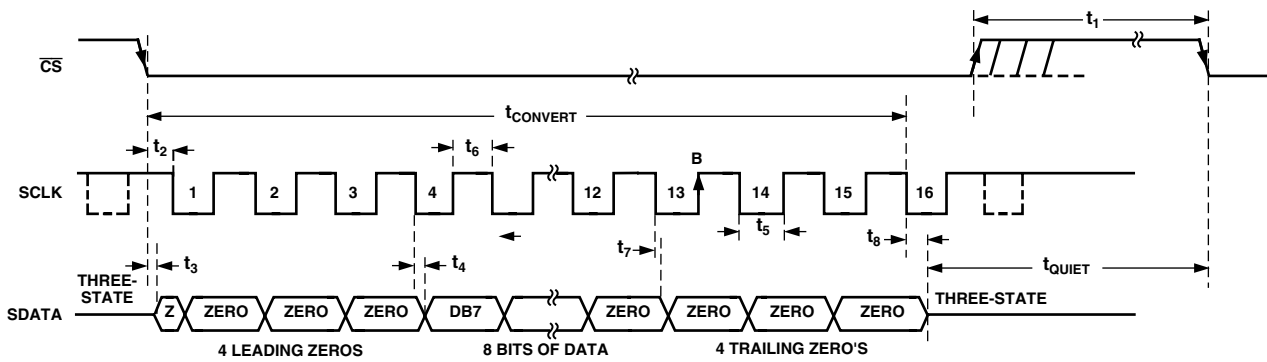 t1
CS
tCONVERT
t2
t6
B
SCLK
1
2
3
4
12
13
14
15
16
t5
t7
t8
t3
t4
tQUIET
THREE-
STATE
THREE-STATE
SDATA
Z
ZERO
ZERO
ZERO
DB7
ZERO
ZERO
ZERO
ZERO
4 LEADING ZEROS
8 BITS OF DATA
4 TRAILING ZERO'S